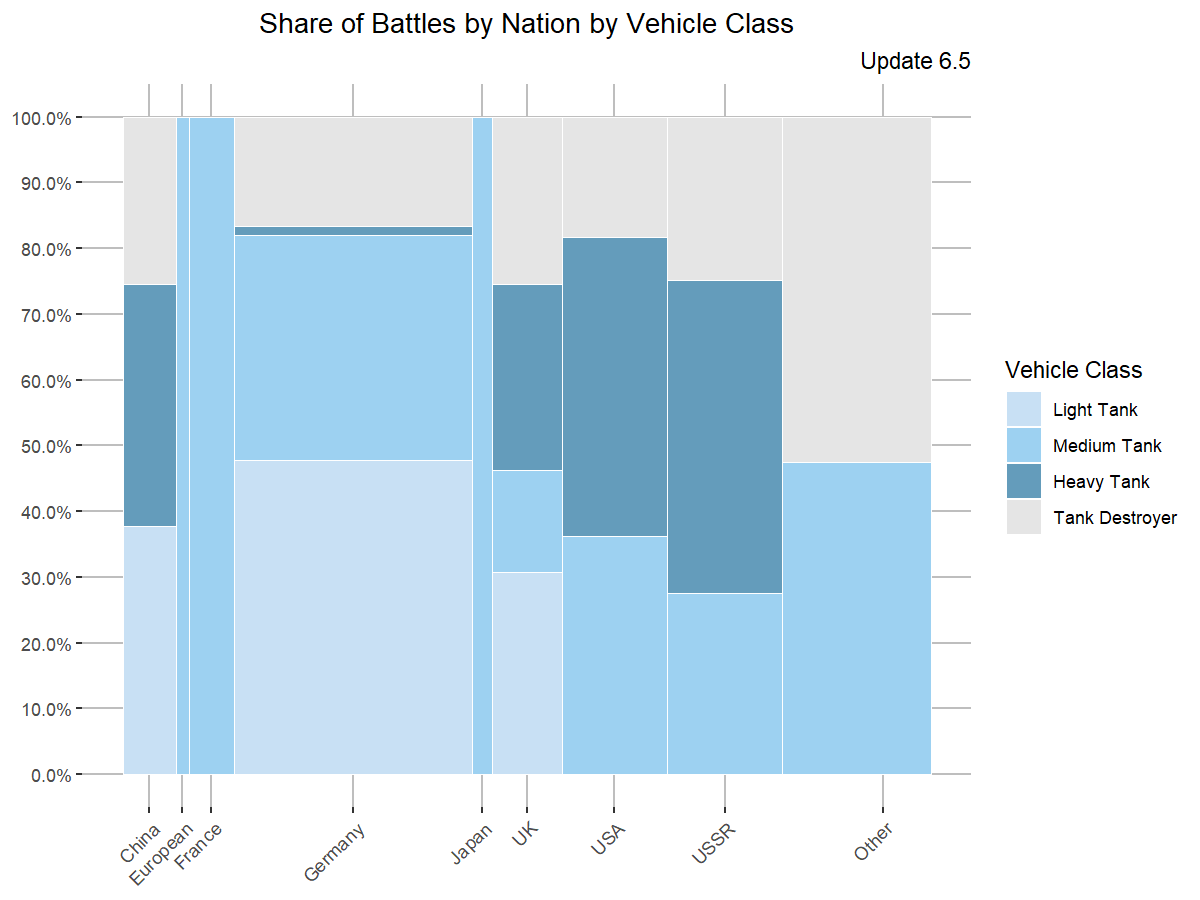 Share of Battles by Nation by Vehicle Class
Update 6.5
100.0%
90.0%
80.0%
70.0%
60.0%
50.0%
40.0%
30.0%
20.0%
10.0%
0.0%
China
European
France
Germany
Japan
UK
USA
USSR
Other
Vehicle Class
Light Tank
Medium Tank
Heavy Tank
Tank Destroyer